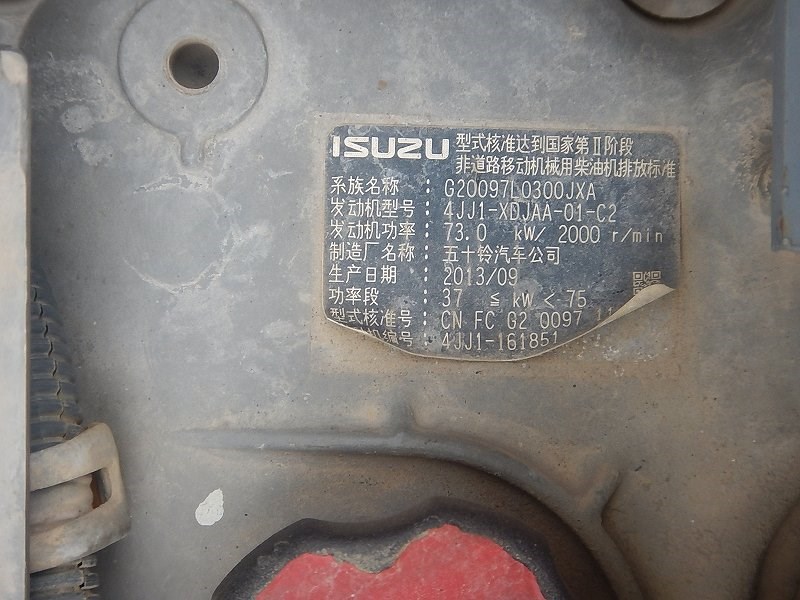 ISUZU 型式核准达到国家第Ⅱ阶段
非道路移动机械用柴油机排放标准
系族名称 : G20097L0300JXA
发动机型号 : 4JJ1-XDJAA-01-C2
发动机功率 : 73.0 kW/ 2000 r/min
制造厂名称 : 五十铃汽车公司
生产日期 : 2013/09
功率段 : 37 ≦ kW < 75
型式核准号 : CN FC G2 0097 11
机编号 : 4JJ1-161851